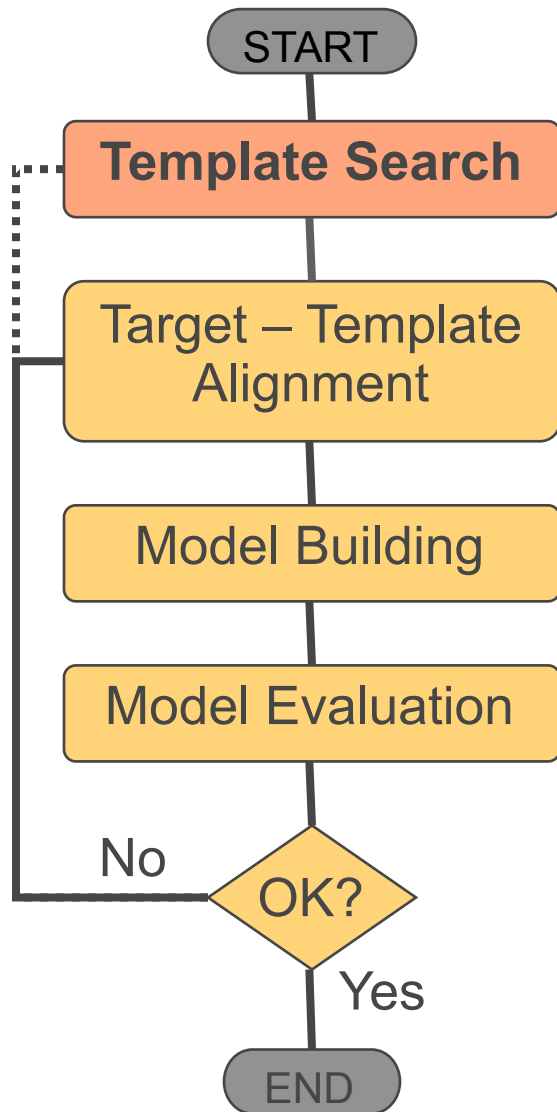 START
Template Search
Target – Template
Alignment
Model Building
Model Evaluation
No
OK?
Yes
END